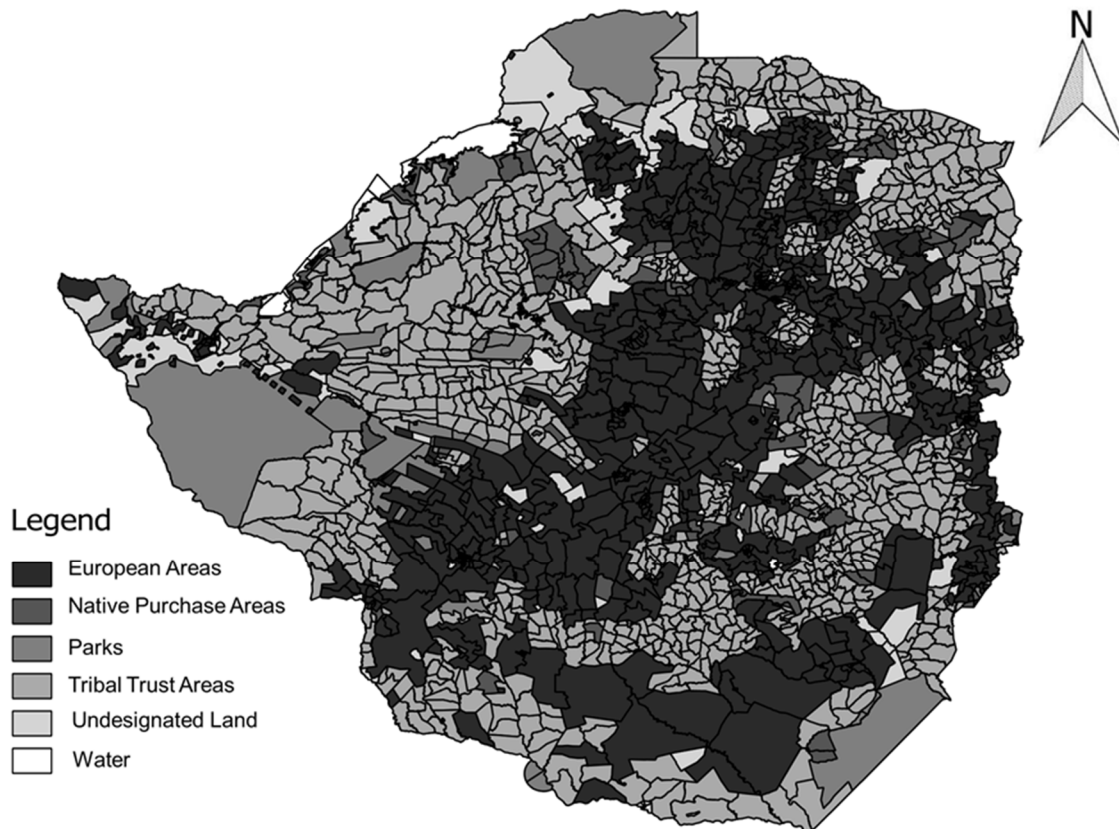 N
Legend
European Areas
Native Purchase Areas
Parks
Tribal Trust Areas
Undesignated Land
Water